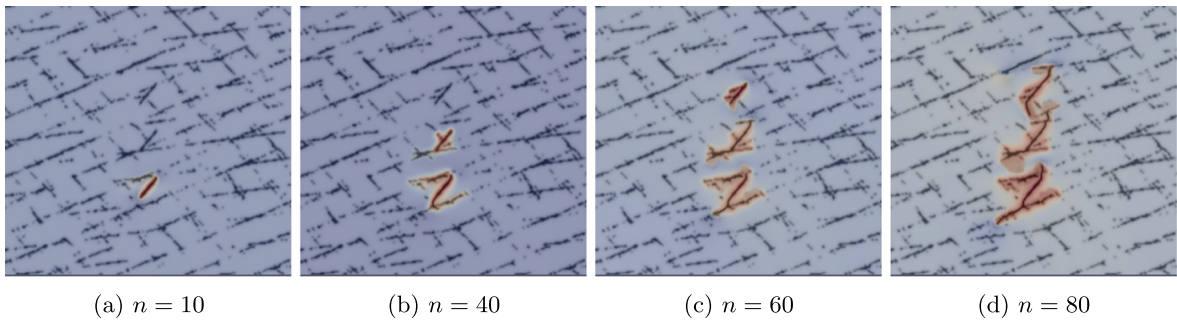 (a) n = 10
(b) n = 40
(c) n = 60
(d) n = 80